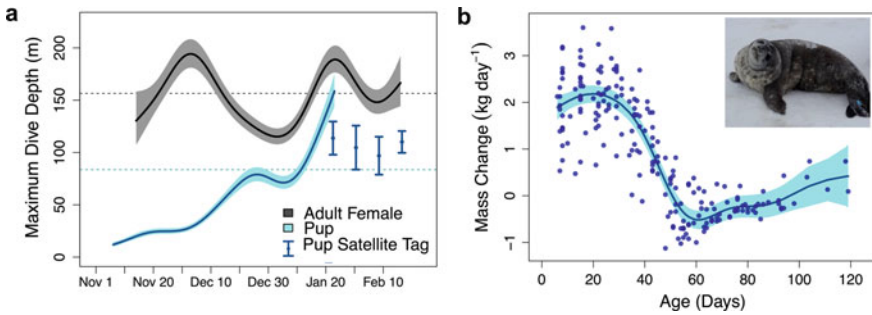 a
Maximum Dive Depth (m)
200
150
100
50
0
Nov 1
Nov 20
Dec 10
Dec 30
Jan 20
Feb 10
Adult Female
Pup
Pup Satellite Tag
b
Mass Change (kg day⁻¹)
3
2
1
0
−1
0
20
40
60
80
100
120
Age (Days)